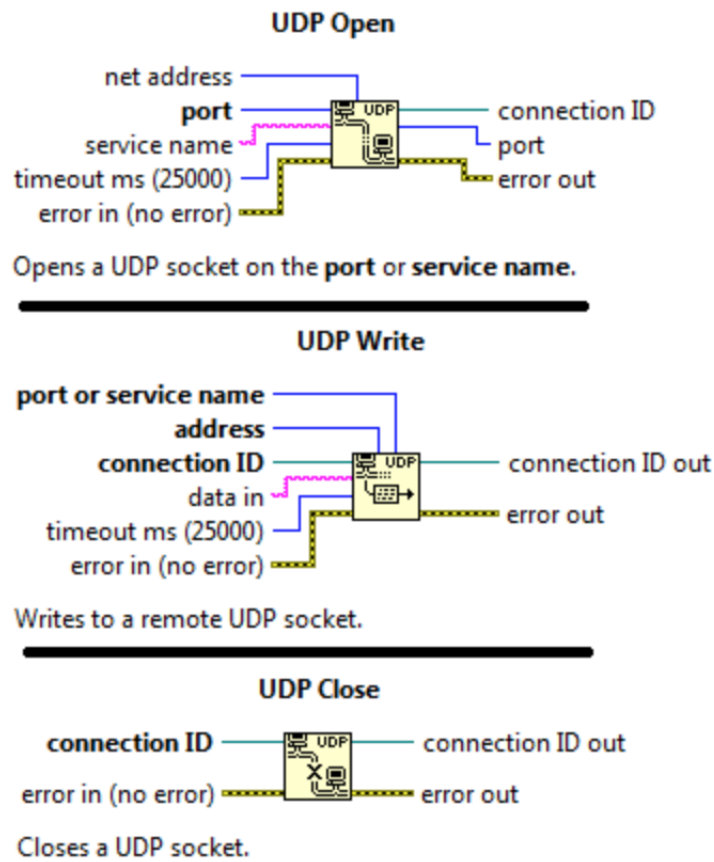 UDP Open
net address
port
UDP
connection ID
service name
port
timeout ms (25000)
error out
error in (no error)
Opens a UDP socket on the port or service name.
UDP Write
port or service name
address
connection ID
UDP
connection ID out
data in
error out
timeout ms (25000)
error in (no error)
Writes to a remote UDP socket.
UDP Close
connection ID
UDP
connection ID out
error in (no error)
error out
Closes a UDP socket.